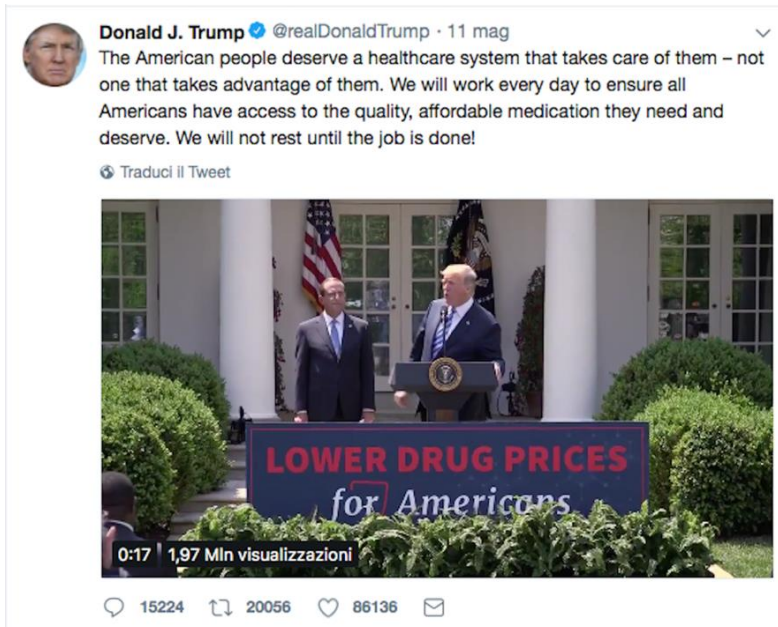 Donald J. Trump @realDonaldTrump · 11 mag
The American people deserve a healthcare system that takes care of them – not
one that takes advantage of them. We will work every day to ensure all
Americans have access to the quality, affordable medication they need and
deserve. We will not rest until the job is done!
Traduci il Tweet
LOWER DRUG PRICES
for Americans
0:17 1,97 Mln visualizzazioni
15224 20056 86136